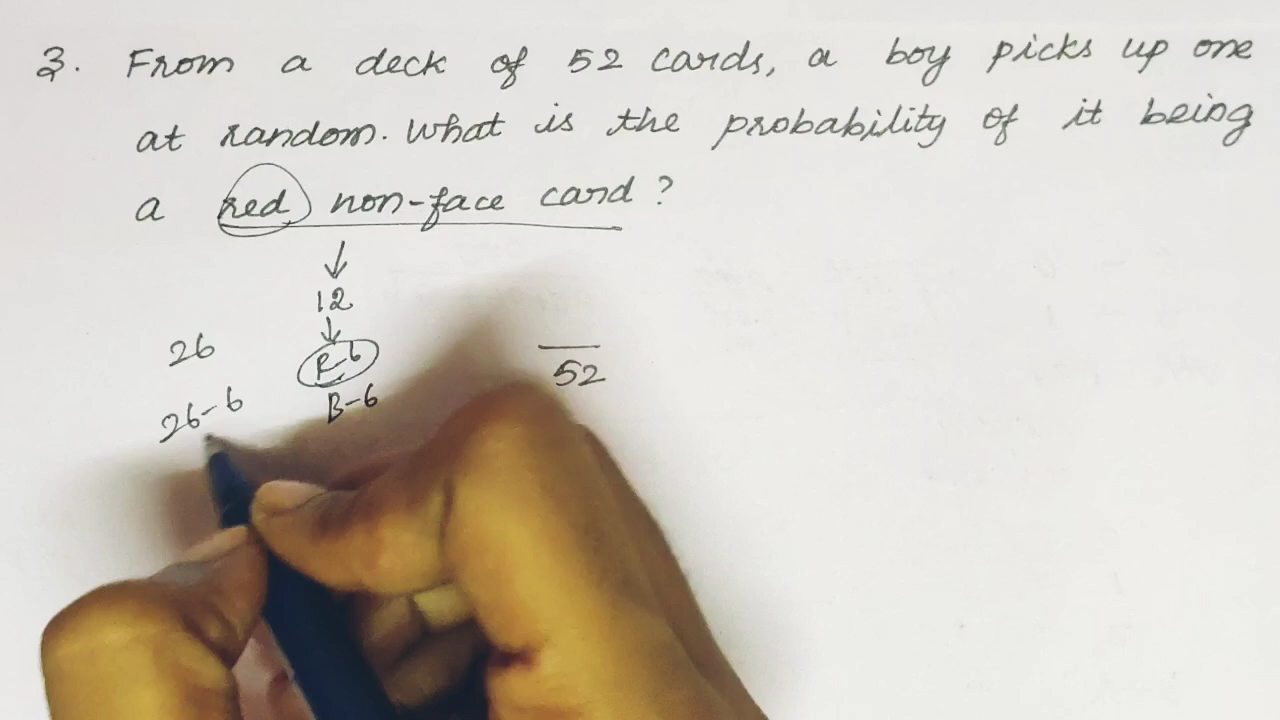 3. From a deck of 52 cards, a boy picks up one
at random. What is the probability of it being
a red non-face card?
12
26 R-6 52
26-6 B-6